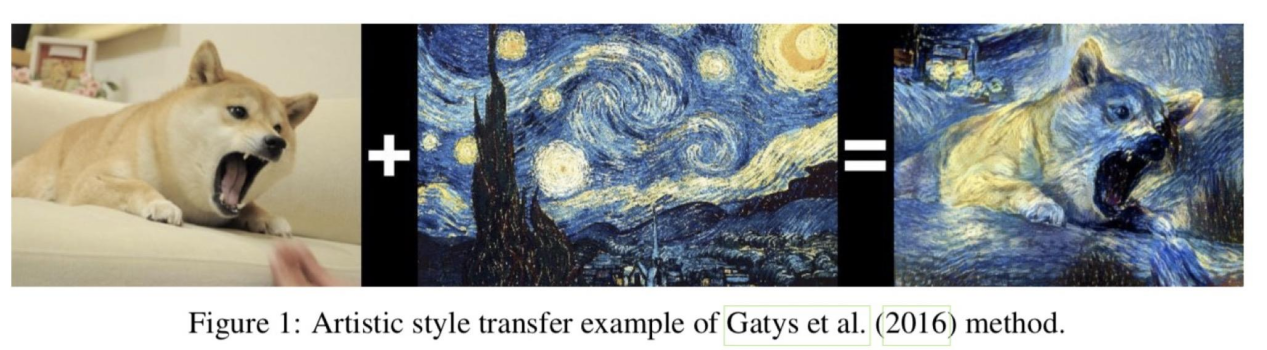 + =
Figure 1: Artistic style transfer example of Gatys et al. (2016) method.